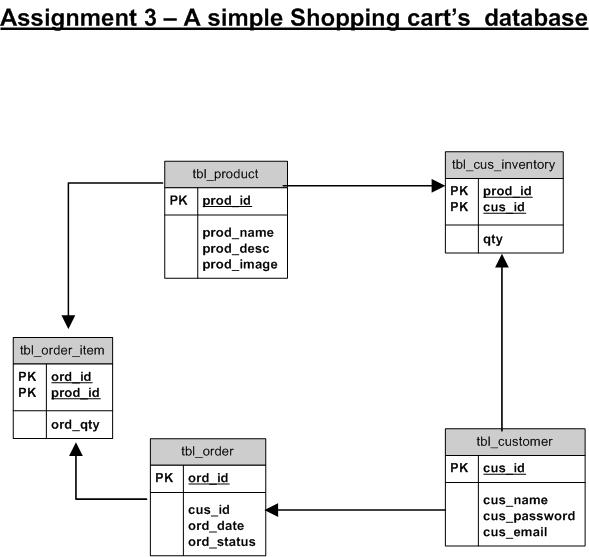 Assignment 3 – A simple Shopping cart's database
tbl_product
PK prod_id
prod_name
prod_desc
prod_image
tbl_cus_inventory
PK prod_id
PK cus_id
qty
tbl_order_item
PK ord_id
PK prod_id
ord_qty
tbl_order
PK ord_id
cus_id
ord_date
ord_status
tbl_customer
PK cus_id
cus_name
cus_password
cus_email